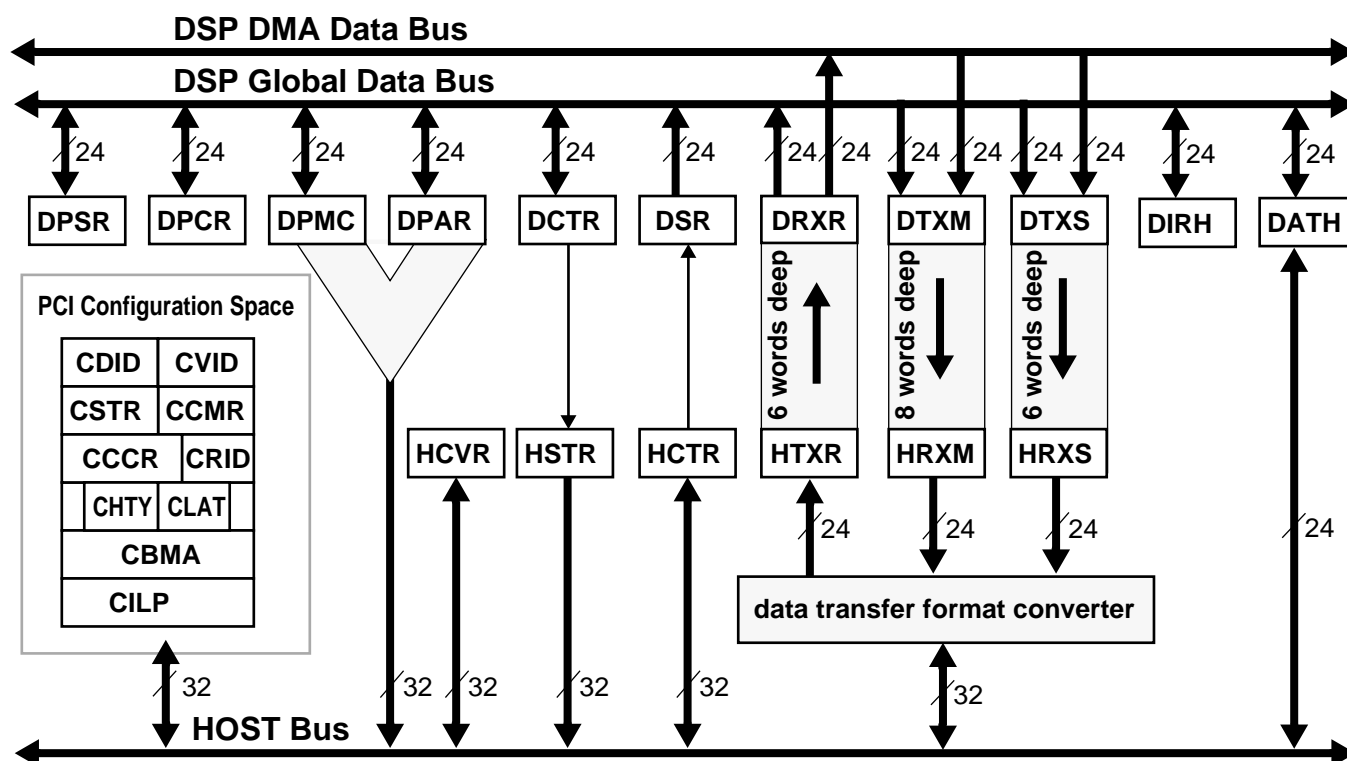 DSP DMA Data Bus
DSP Global Data Bus
24 24 24 24 24 24 24 24 24 24 24 24 24 24
DPSR DPCR DPMC DPAR DCTR DSR DRXR DTXM DTXS DIRH DATH
PCI Configuration Space
CDID CVID
CSTR CCMR
CCCR CRID
CHTY CLAT
CBMA
CILP
6 words deep
8 words deep
6 words deep
HCVR HSTR HCTR HTXR HRXM HRXS
24 24 24 24
data transfer format converter
32 32 32 32 32 32
HOST Bus